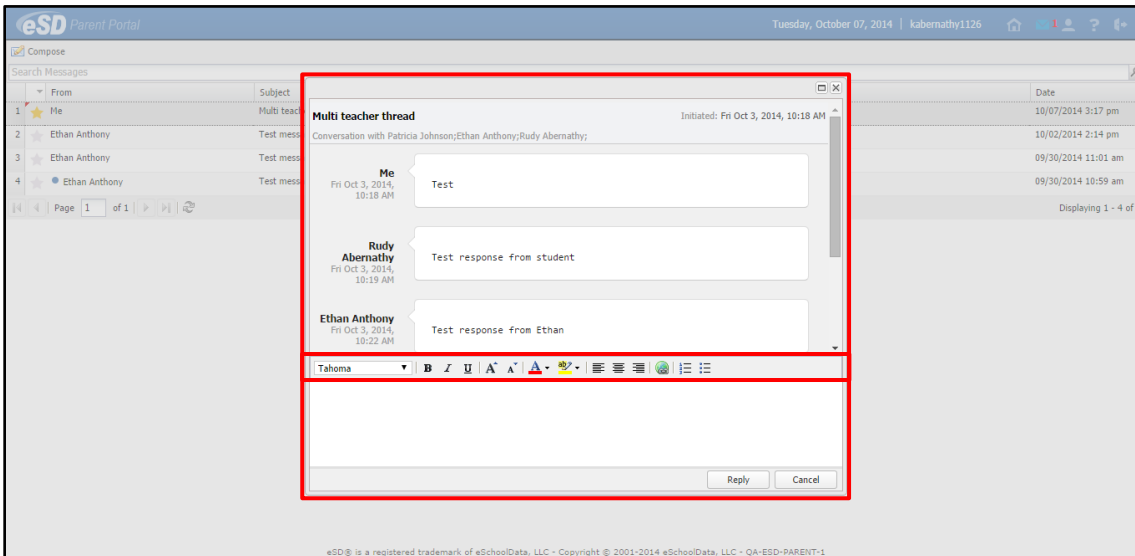 eSD Parent Portal Tuesday, October 07, 2014 | kabernathy1126
Compose
Search Messages
From Subject Date
1 Me Multi teach 10/07/2014 3:17 pm
2 Ethan Anthony Test mess 10/02/2014 2:14 pm
3 Ethan Anthony Test mess 09/30/2014 11:01 am
4 Ethan Anthony Test mess 09/30/2014 10:59 am
Page 1 of 1 Displaying 1 - 4 of
Multi teacher thread Initiated: Fri Oct 3, 2014, 10:18 AM
Conversation with Patricia Johnson;Ethan Anthony;Rudy Abernathy;
Me
Fri Oct 3, 2014,
10:18 AM
Test
Rudy
Abernathy
Fri Oct 3, 2014,
10:19 AM
Test response from student
Ethan Anthony
Fri Oct 3, 2014,
10:22 AM
Test response from Ethan
Tahoma B I U A A A ab
Reply Cancel
eSD® is a registered trademark of eSchoolData, LLC - Copyright © 2001-2014 eSchoolData, LLC - QA-ESD-PARENT-1